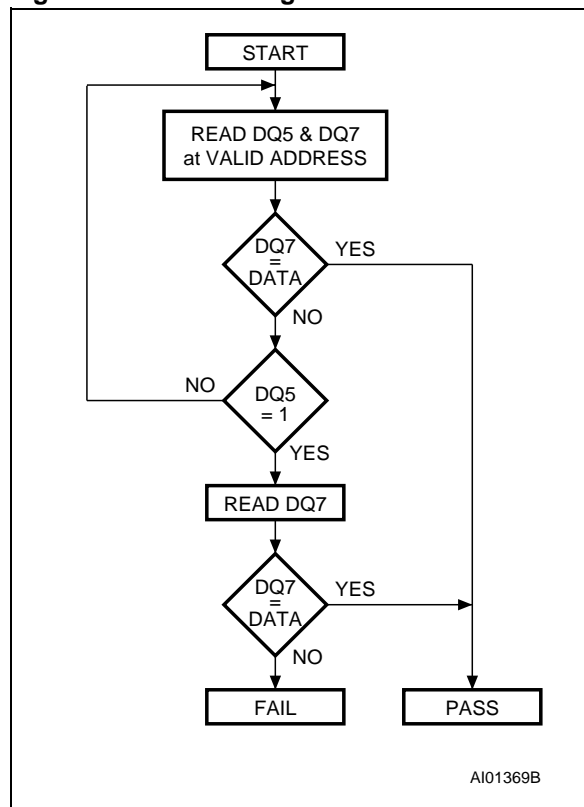 START
READ DQ5 & DQ7
at VALID ADDRESS
DQ7
=
DATA
YES
NO
DQ5
= 1
NO
YES
READ DQ7
DQ7
=
DATA
YES
NO
FAIL
PASS
AI01369B